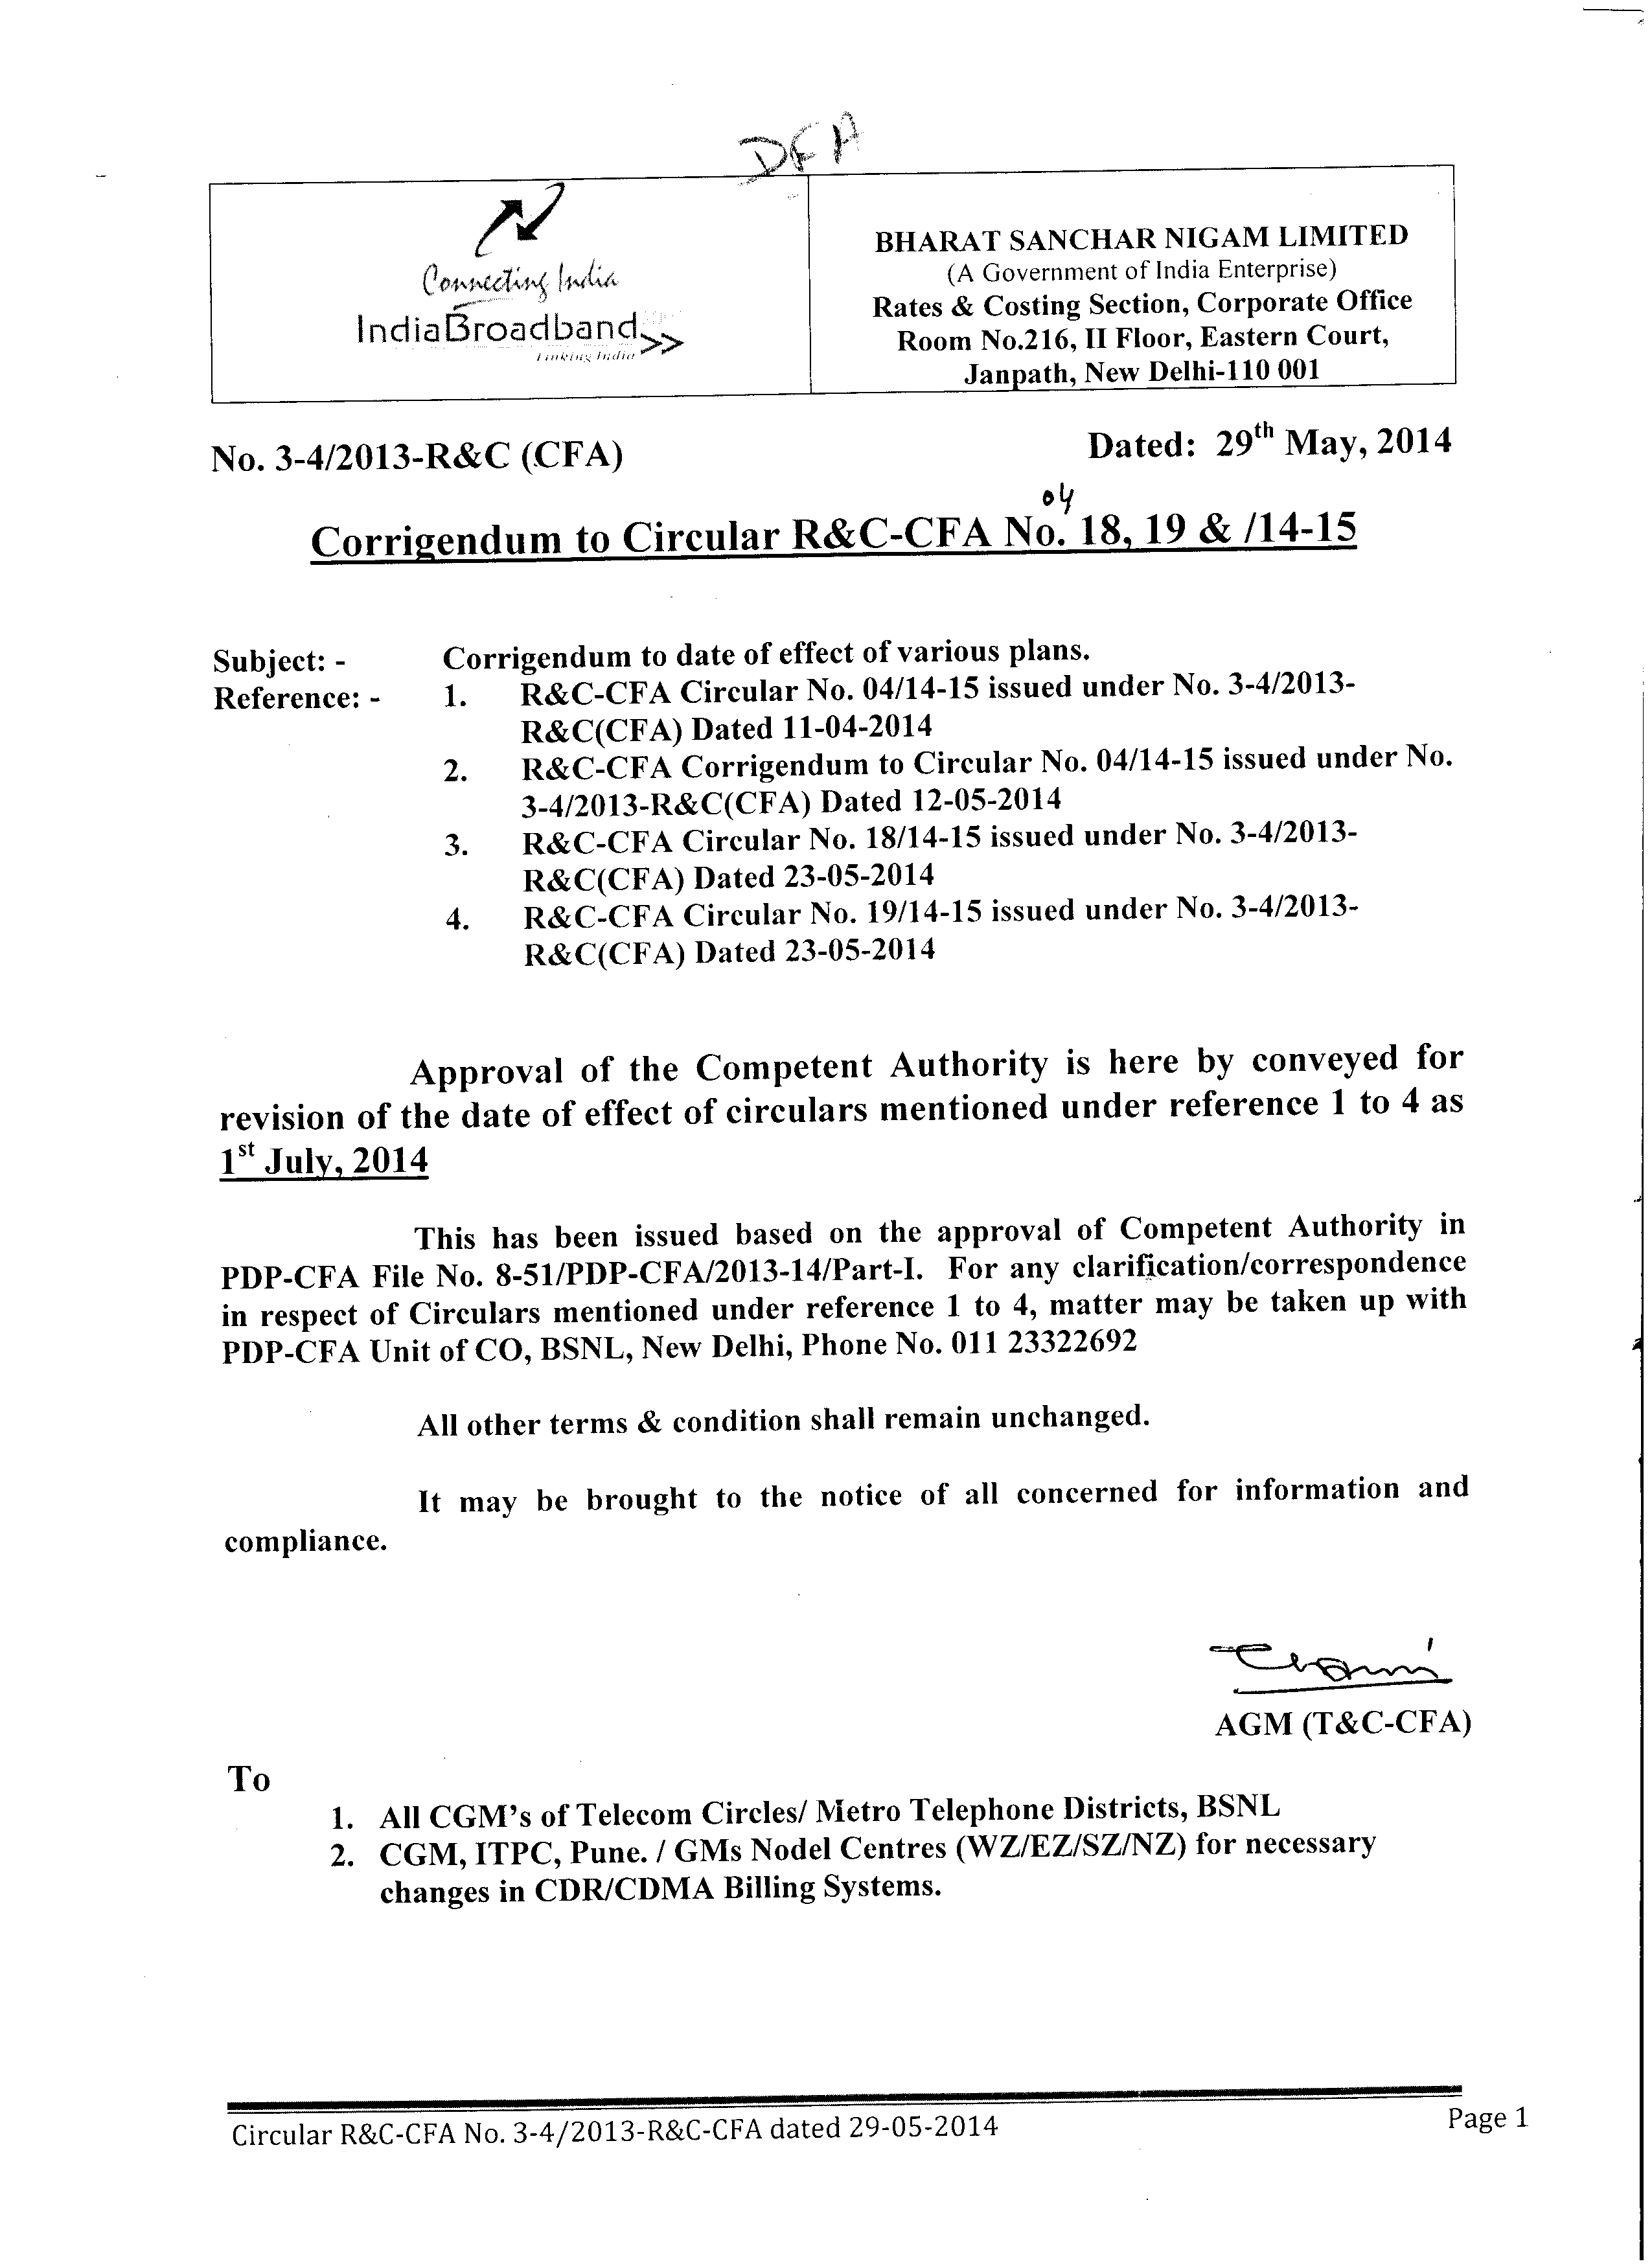 DFA
Connecting India
IndiaBroadband>>
Linking India
BHARAT SANCHAR NIGAM LIMITED
(A Government of India Enterprise)
Rates & Costing Section, Corporate Office
Room No.216, II Floor, Eastern Court,
Janpath, New Delhi-110 001
No. 3-4/2013-R&C (CFA)
Dated: 29th May, 2014
04
Corrigendum to Circular R&C-CFA No. 18, 19 & /14-15
Subject: - Corrigendum to date of effect of various plans.
Reference: - 1. R&C-CFA Circular No. 04/14-15 issued under No. 3-4/2013-
R&C(CFA) Dated 11-04-2014
2. R&C-CFA Corrigendum to Circular No. 04/14-15 issued under No.
3-4/2013-R&C(CFA) Dated 12-05-2014
3. R&C-CFA Circular No. 18/14-15 issued under No. 3-4/2013-
R&C(CFA) Dated 23-05-2014
4. R&C-CFA Circular No. 19/14-15 issued under No. 3-4/2013-
R&C(CFA) Dated 23-05-2014
Approval of the Competent Authority is here by conveyed for
revision of the date of effect of circulars mentioned under reference 1 to 4 as
1st July, 2014
This has been issued based on the approval of Competent Authority in
PDP-CFA File No. 8-51/PDP-CFA/2013-14/Part-I. For any clarification/correspondence
in respect of Circulars mentioned under reference 1 to 4, matter may be taken up with
PDP-CFA Unit of CO, BSNL, New Delhi, Phone No. 011 23322692
All other terms & condition shall remain unchanged.
It may be brought to the notice of all concerned for information and
compliance.
AGM (T&C-CFA)
To
1. All CGM's of Telecom Circles/ Metro Telephone Districts, BSNL
2. CGM, ITPC, Pune. / GMs Nodel Centres (WZ/EZ/SZ/NZ) for necessary
changes in CDR/CDMA Billing Systems.
Circular R&C-CFA No. 3-4/2013-R&C-CFA dated 29-05-2014
Page 1